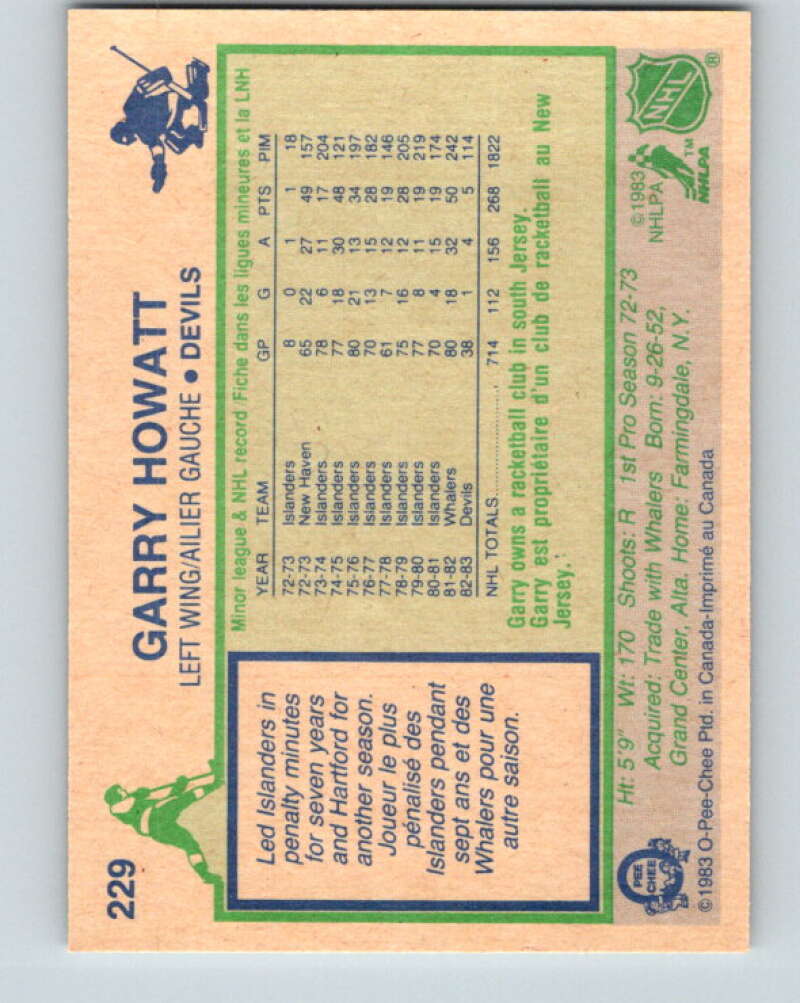 229
GARRY HOWATT
LEFT WING/AILIER GAUCHE • DEVILS
Led Islanders in
penalty minutes
for seven years
and Hartford for
another season.
Joueur le plus
pénalisé des
Islanders pendant
sept ans et des
Whalers pour une
autre saison.
Minor league & NHL record/Fiche dans les ligues mineures et la LNH
YEAR TEAM GP G A PTS PIM
72-73 Islanders 8 0 1 1 18
72-73 New Haven 65 22 27 49 157
73-74 Islanders 78 6 11 17 204
74-75 Islanders 77 18 30 48 121
75-76 Islanders 80 21 13 34 197
76-77 Islanders 70 13 15 28 182
77-78 Islanders 61 7 12 19 146
78-79 Islanders 75 16 12 28 205
79-80 Islanders 77 8 11 19 219
80-81 Islanders 70 4 15 19 174
81-82 Whalers 80 18 32 50 242
82-83 Devils 38 1 4 5 114
NHL TOTALS 714 112 156 268 1822
Garry owns a racketball club in south Jersey.
Garry est propriétaire d'un club de racketball au New
Jersey.
Ht: 5'9" Wt: 170 Shoots: R 1st Pro Season 72-73
Acquired: Trade with Whalers Born: 9-26-52,
Grand Center, Alta. Home: Farmingdale, N.Y.
©1983 O-Pee-Chee Ptd. in Canada-Imprimé au Canada
O PEE CHEE
©1983
NHLPA
NHLPA ™
NHL ®